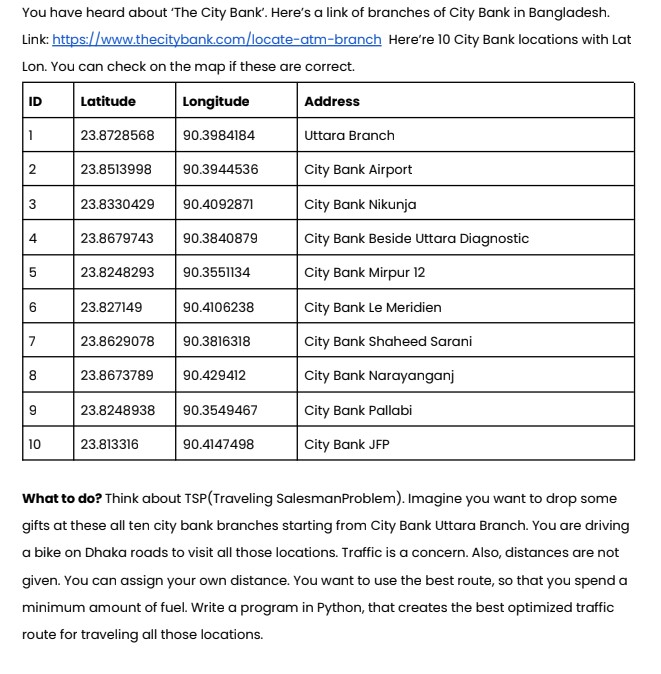 You have heard about ‘The City Bank’. Here’s a link of branches of City Bank in Bangladesh.
Link: https://www.thecitybank.com/locate-atm-branch Here’re 10 City Bank locations with Lat
Lon. You can check on the map if these are correct.
ID Latitude Longitude Address
1 23.8728568 90.3984184 Uttara Branch
2 23.8513998 90.3944536 City Bank Airport
3 23.8330429 90.4092871 City Bank Nikunja
4 23.8679743 90.3840879 City Bank Beside Uttara Diagnostic
5 23.8248293 90.3551134 City Bank Mirpur 12
6 23.827149 90.4106238 City Bank Le Meridien
7 23.8629078 90.3816318 City Bank Shaheed Sarani
8 23.8673789 90.429412 City Bank Narayanganj
9 23.8248938 90.3549467 City Bank Pallabi
10 23.813316 90.4147498 City Bank JFP
What to do? Think about TSP(Traveling SalesmanProblem). Imagine you want to drop some
gifts at these all ten city bank branches starting from City Bank Uttara Branch. You are driving
a bike on Dhaka roads to visit all those locations. Traffic is a concern. Also, distances are not
given. You can assign your own distance. You want to use the best route, so that you spend a
minimum amount of fuel. Write a program in Python, that creates the best optimized traffic
route for traveling all those locations.